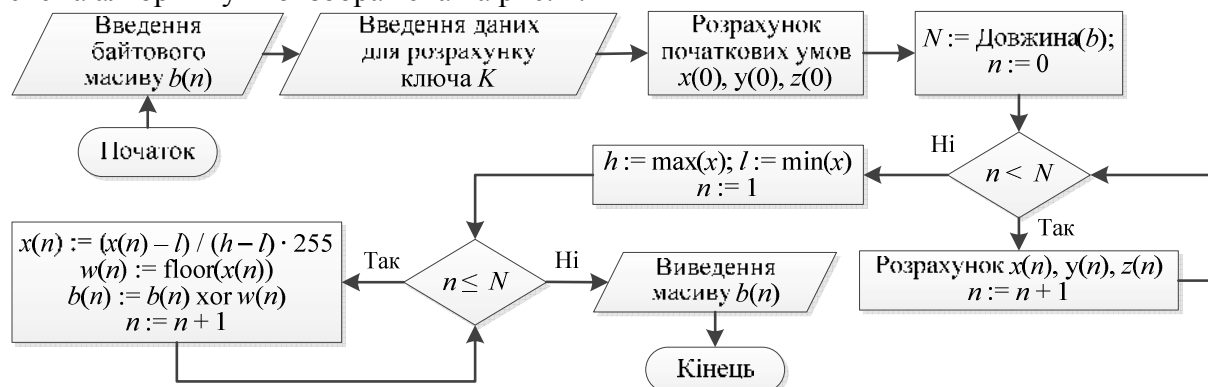 Введення
байтового
масиву b(n)
Введення даних
для розрахунку
ключа K
Розрахунок
початкових умов
x(0), y(0), z(0)
N := Довжина(b);
n := 0
Початок
n < N
Ні
Так
h := max(x); l := min(x)
n := 1
Розрахунок x(n), y(n), z(n)
n := n + 1
n ≤ N
Так
Ні
x(n) := (x(n) – l) / (h – l) · 255
w(n) := floor(x(n))
b(n) := b(n) xor w(n)
n := n + 1
Виведення
масиву b(n)
Кінець